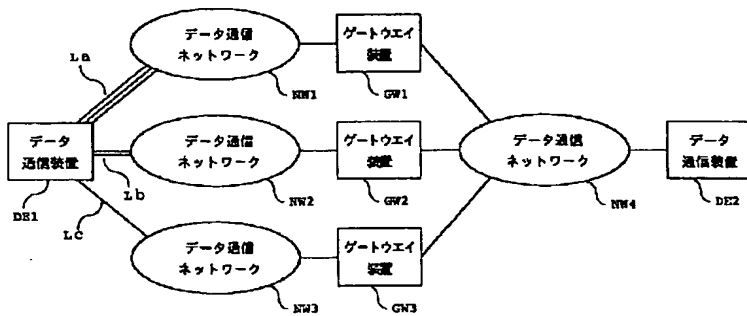 データ通信
ネットワーク
NW1
ゲートウエイ
装置
GW1
La
データ
通信装置
DE1
Lb
データ通信
ネットワーク
NW2
ゲートウエイ
装置
GW2
データ通信
ネットワーク
NW4
データ
通信装置
DE2
Lc
データ通信
ネットワーク
NW3
ゲートウエイ
装置
GW3